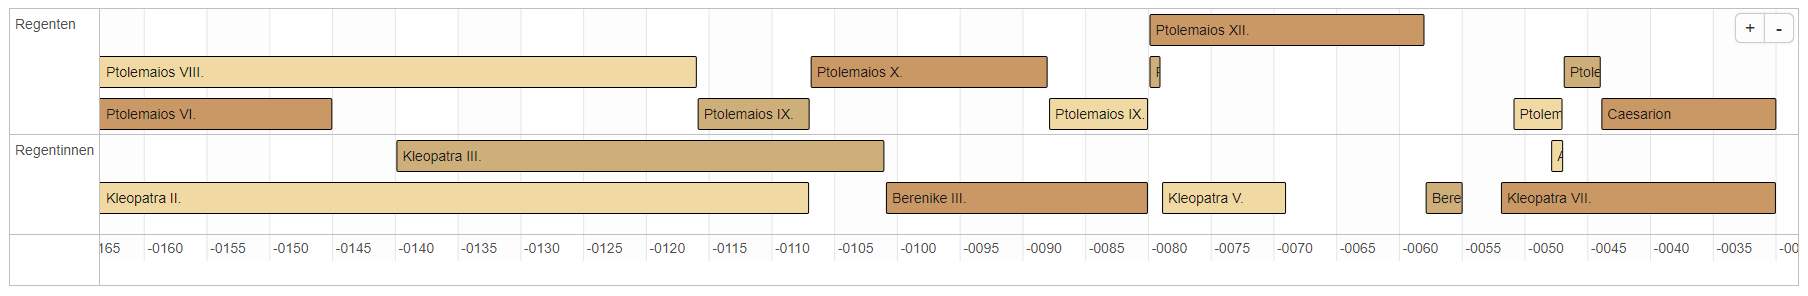 Regenten
Ptolemaios XII.
+ -
Ptolemaios VIII.
Ptolemaios X.
Ptole
Ptolemaios VI.
Ptolemaios IX.
Ptolemaios IX.
Ptolem
Caesarion
Regentinnen
Kleopatra III.
Kleopatra II.
Berenike III.
Kleopatra V.
Bere
Kleopatra VII.
165 -0160 -0155 -0150 -0145 -0140 -0135 -0130 -0125 -0120 -0115 -0110 -0105 -0100 -0095 -0090 -0085 -0080 -0075 -0070 -0065 -0060 -0055 -0050 -0045 -0040 -0035 -00